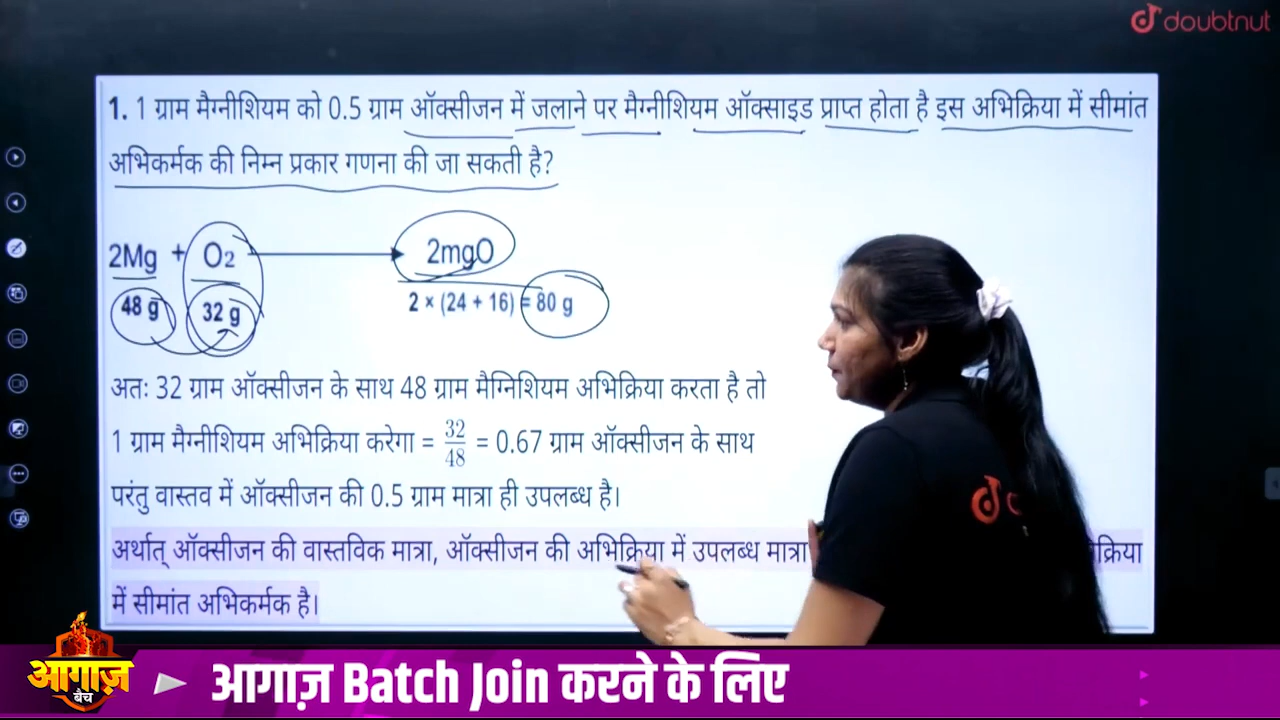 doubtnut
1. 1 ग्राम मैग्नीशियम को 0.5 ग्राम ऑक्सीजन में जलाने पर मैग्नीशियम ऑक्साइड प्राप्त होता है इस अभिक्रिया में सीमांत
अभिकर्मक की निम्न प्रकार गणना की जा सकती है?
2Mg + O2 → 2mgO
48 g 32 g 2 × (24 + 16) = 80 g
अतः 32 ग्राम ऑक्सीजन के साथ 48 ग्राम मैग्निशियम अभिक्रिया करता है तो
1 ग्राम मैग्नीशियम अभिक्रिया करेगा = 32/48 = 0.67 ग्राम ऑक्सीजन के साथ
परंतु वास्तव में ऑक्सीजन की 0.5 ग्राम मात्रा ही उपलब्ध है।
अर्थात् ऑक्सीजन की वास्तविक मात्रा, ऑक्सीजन की अभिक्रिया में उपलब्ध मात्रा
में सीमांत अभिकर्मक है।
आगाज़
बैच
आगाज़ Batch Join करने के लिए